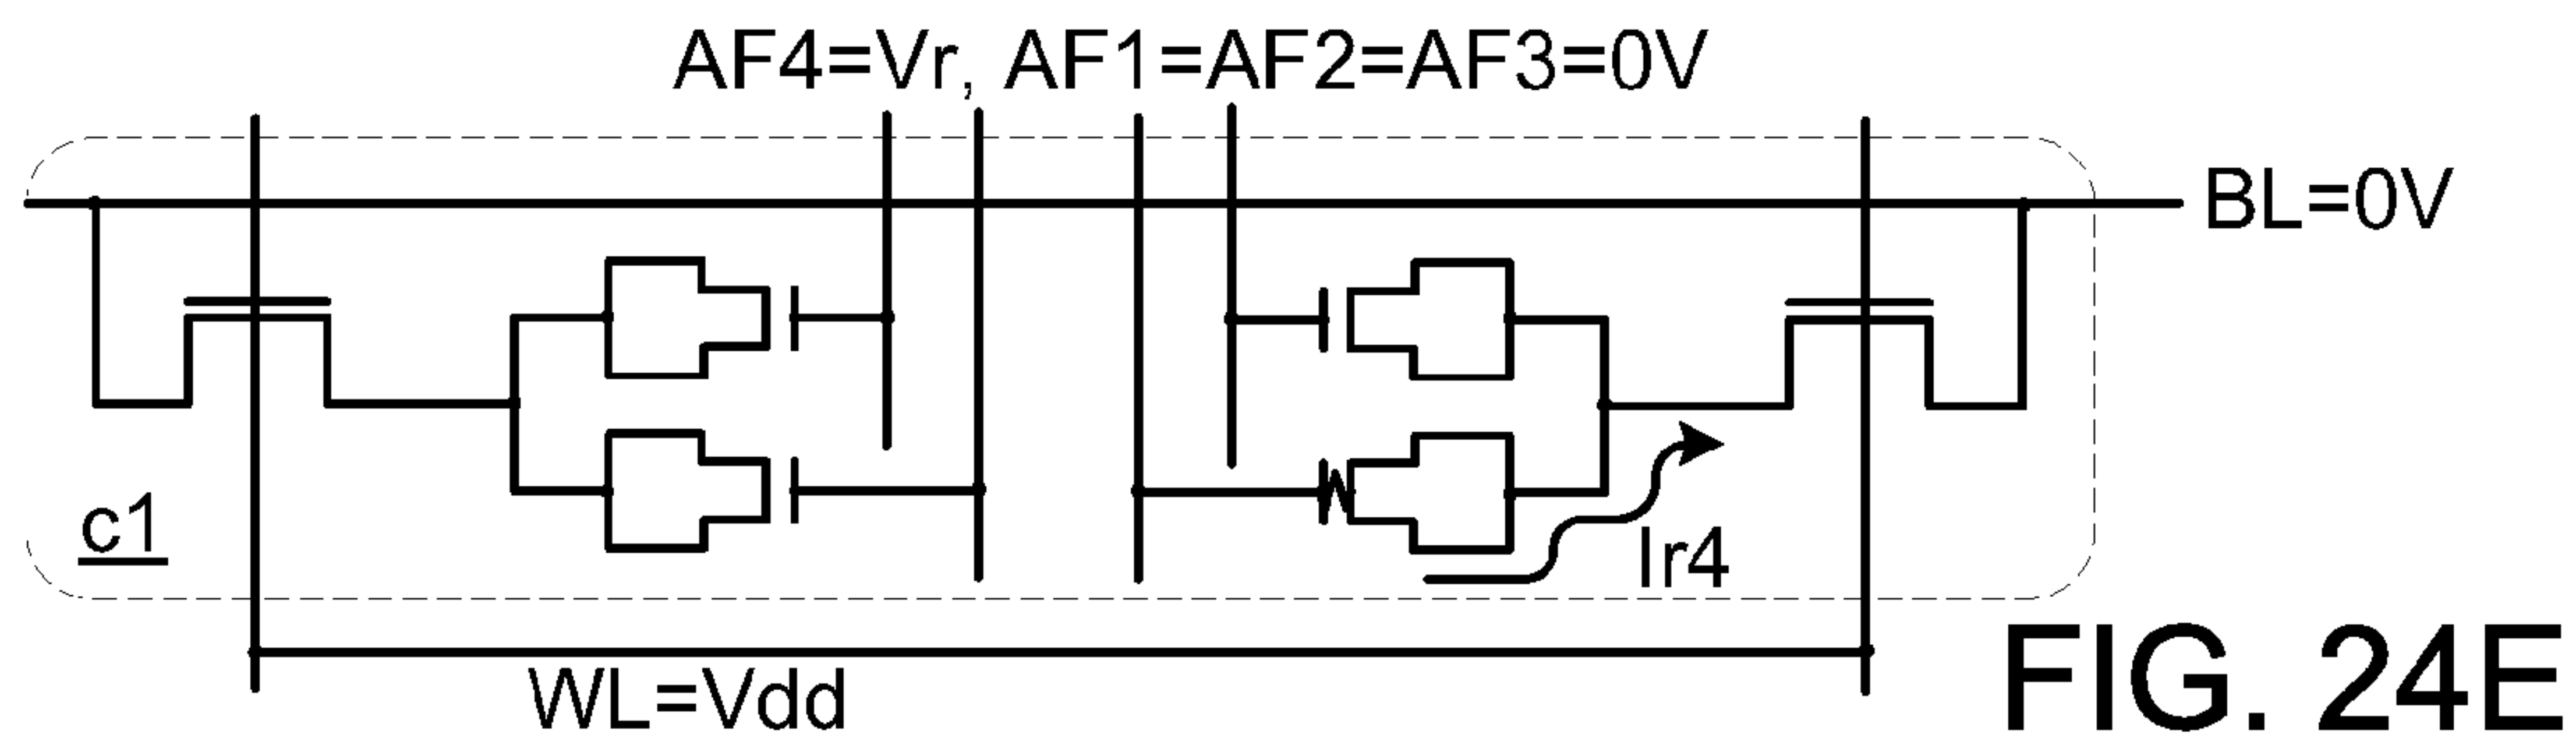 AF4=Vr, AF1=AF2=AF3=0V
BL=0V
c1
Ir4
WL=Vdd
FIG. 24E